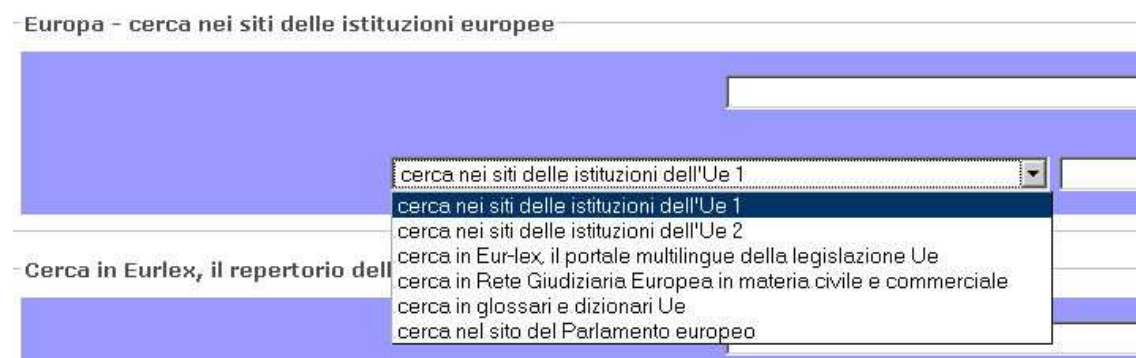 Europa - cerca nei siti delle istituzioni europee
cerca nei siti delle istituzioni dell'Ue 1
cerca nei siti delle istituzioni dell'Ue 1
cerca nei siti delle istituzioni dell'Ue 2
cerca in Eur-lex, il portale multilingue della legislazione Ue
Cerca in Eurlex, il repertorio dell
cerca in Rete Giudiziaria Europea in materia civile e commerciale
cerca in glossari e dizionari Ue
cerca nel sito del Parlamento europeo